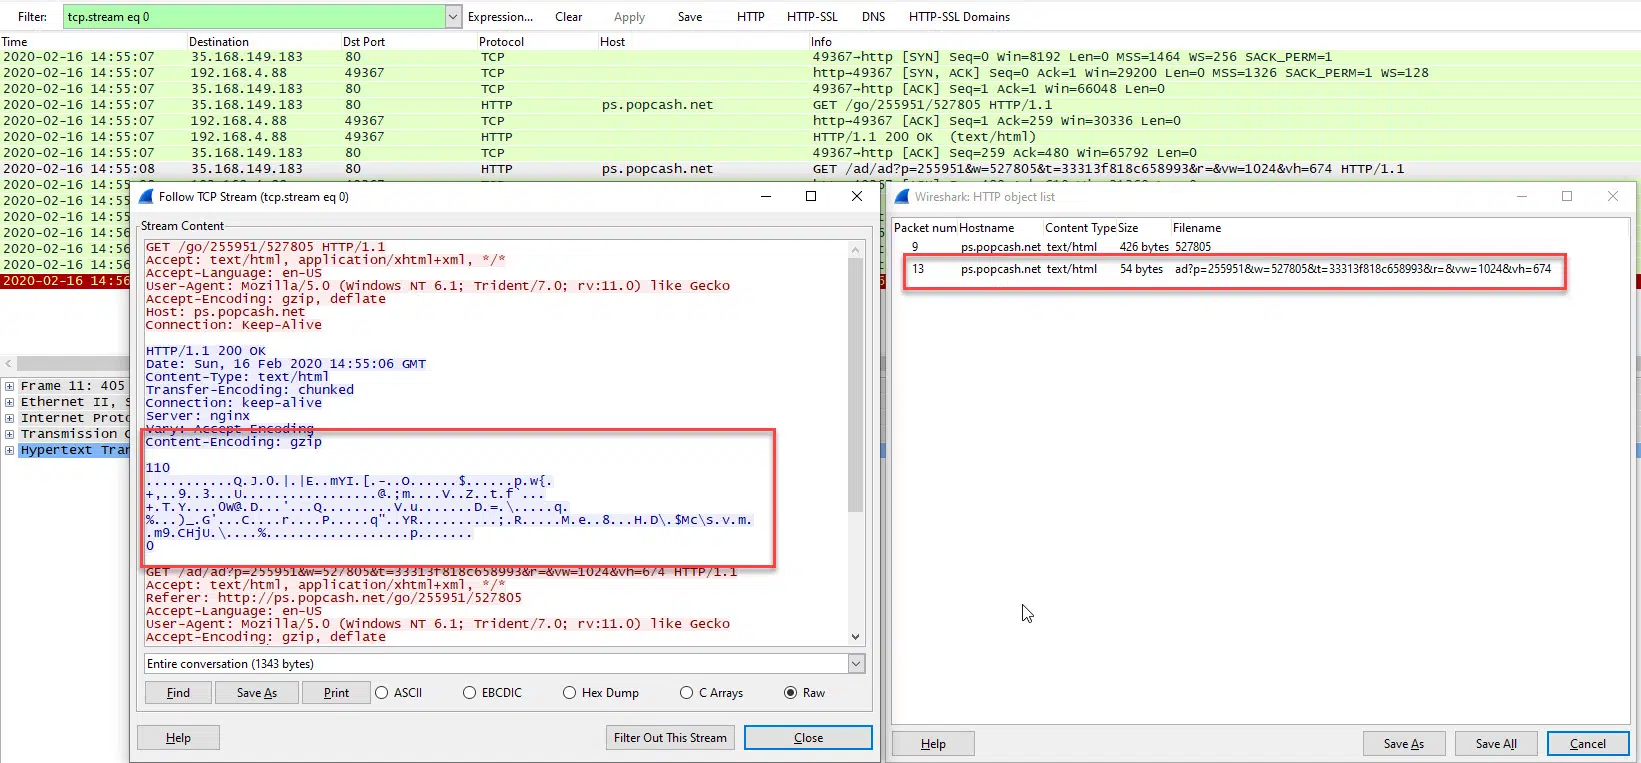 Filter: tcp.stream eq 0 Expression... Clear Apply Save HTTP HTTP-SSL DNS HTTP-SSL Domains
Time Destination Dst Port Protocol Host Info
2020-02-16 14:55:07 35.168.149.183 80 TCP 49367→http [SYN] Seq=0 Win=8192 Len=0 MSS=1464 WS=256 SACK_PERM=1
2020-02-16 14:55:07 192.168.4.88 49367 TCP http→49367 [SYN, ACK] Seq=0 Ack=1 Win=29200 Len=0 MSS=1326 SACK_PERM=1 WS=128
2020-02-16 14:55:07 35.168.149.183 80 TCP 49367→http [ACK] Seq=1 Ack=1 Win=66048 Len=0
2020-02-16 14:55:07 35.168.149.183 80 HTTP ps.popcash.net GET /go/255951/527805 HTTP/1.1
2020-02-16 14:55:07 192.168.4.88 49367 TCP http→49367 [ACK] Seq=1 Ack=259 Win=30336 Len=0
2020-02-16 14:55:07 192.168.4.88 49367 HTTP HTTP/1.1 200 OK (text/html)
2020-02-16 14:55:07 35.168.149.183 80 TCP 49367→http [ACK] Seq=259 Ack=480 Win=65792 Len=0
2020-02-16 14:55:08 35.168.149.183 80 HTTP ps.popcash.net GET /ad/ad?p=255951&w=527805&t=33313f818c658993&r=&vw=1024&vh=674 HTTP/1.1
2020-02-16 14:55
2020-02-16 14:55
2020-02-16 14:55
2020-02-16 14:56
2020-02-16 14:56
2020-02-16 14:56
2020-02-16 14:56
Frame 11: 405
Ethernet II, S
Internet Proto
Transmission C
Hypertext Tran
Follow TCP Stream (tcp.stream eq 0)
Stream Content
GET /go/255951/527805 HTTP/1.1
Accept: text/html, application/xhtml+xml, */*
Accept-Language: en-US
User-Agent: Mozilla/5.0 (Windows NT 6.1; Trident/7.0; rv:11.0) like Gecko
Accept-Encoding: gzip, deflate
Host: ps.popcash.net
Connection: Keep-Alive
HTTP/1.1 200 OK
Date: Sun, 16 Feb 2020 14:55:06 GMT
Content-Type: text/html
Transfer-Encoding: chunked
Connection: keep-alive
Server: nginx
Vary: Accept-Encoding
Content-Encoding: gzip
110
...........Q.J.0.|.|E..mYI.[.-..O......$......p.w{.
+,..9..3...U.................@.;m....V..Z..t.f`...
+.T.Y....0W@.D...'...Q.........V.u.......D.=.\.....q.
%...)_.G'...C....r....P.....q"..YR..........;.R.....M.e..8...H.D\.$Mc\s.v.m.
.m9.CHjU.\....%..................p.......
0
GET /ad/ad?p=255951&w=527805&t=33313f818c658993&r=&vw=1024&vh=674 HTTP/1.1
Accept: text/html, application/xhtml+xml, */*
Referer: http://ps.popcash.net/go/255951/527805
Accept-Language: en-US
User-Agent: Mozilla/5.0 (Windows NT 6.1; Trident/7.0; rv:11.0) like Gecko
Accept-Encoding: gzip, deflate
Entire conversation (1343 bytes)
Find Save As Print ASCII EBCDIC Hex Dump C Arrays Raw
Help Filter Out This Stream Close
Wireshark: HTTP object list
Packet num Hostname Content Type Size Filename
9 ps.popcash.net text/html 426 bytes 527805
13 ps.popcash.net text/html 54 bytes ad?p=255951&w=527805&t=33313f818c658993&r=&vw=1024&vh=674
Help Save As Save All Cancel